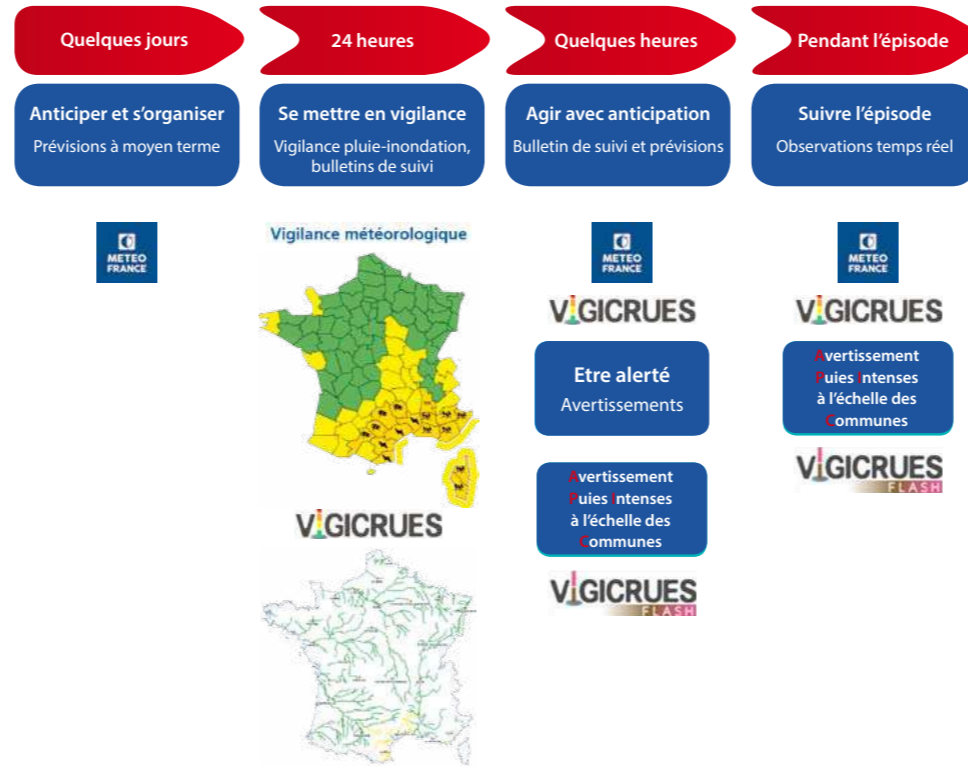 Quelques jours
24 heures
Quelques heures
Pendant l'épisode
Anticiper et s'organiser
Prévisions à moyen terme
Se mettre en vigilance
Vigilance pluie-inondation,
bulletins de suivi
Agir avec anticipation
Bulletin de suivi et prévisions
Suivre l'épisode
Observations temps réel
METEO
FRANCE
Vigilance météorologique
VIGICRUES
METEO
FRANCE
VIGICRUES
Etre alerté
Avertissements
Avertissement
Puies Intenses
à l'échelle des
Communes
VIGICRUES
FLASH
METEO
FRANCE
VIGICRUES
Avertissement
Puies Intenses
à l'échelle des
Communes
VIGICRUES
FLASH